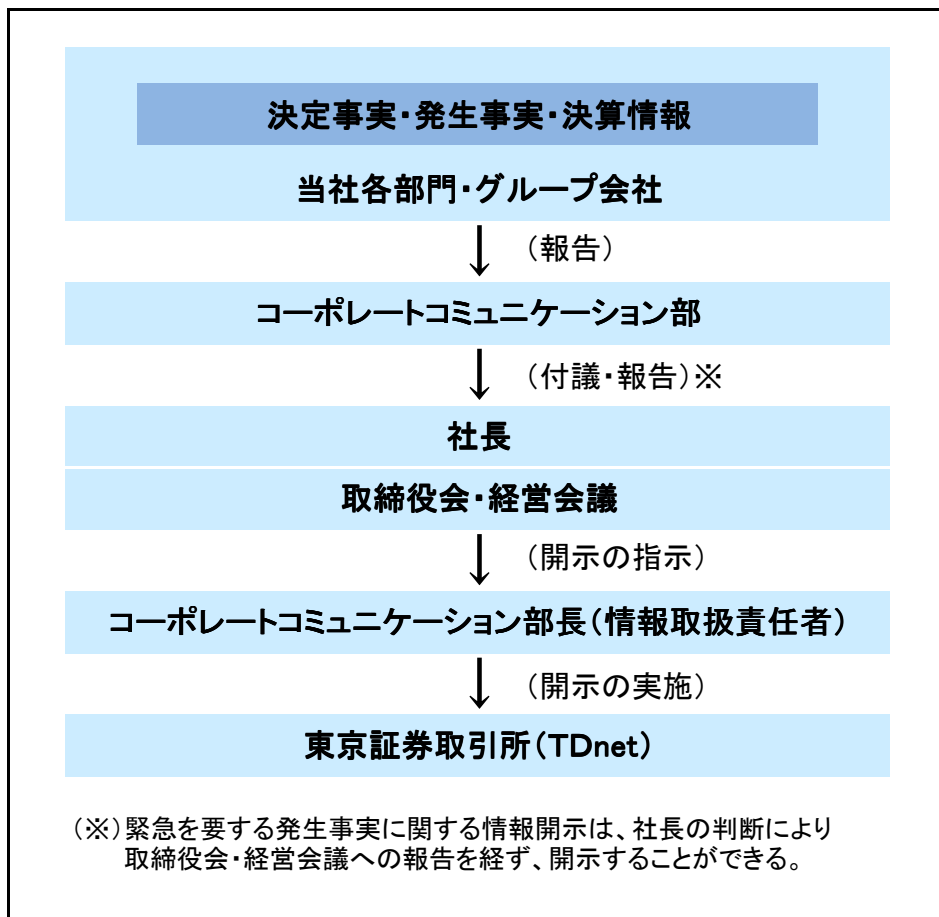 決定事実・発生事実・決算情報
当社各部門・グループ会社
（報告）
コーポレートコミュニケーション部
（付議・報告）※
社長
取締役会・経営会議
（開示の指示）
コーポレートコミュニケーション部長（情報取扱責任者）
（開示の実施）
東京証券取引所（TDnet）
（※）緊急を要する発生事実に関する情報開示は、社長の判断により
取締役会・経営会議への報告を経ず、開示することができる。